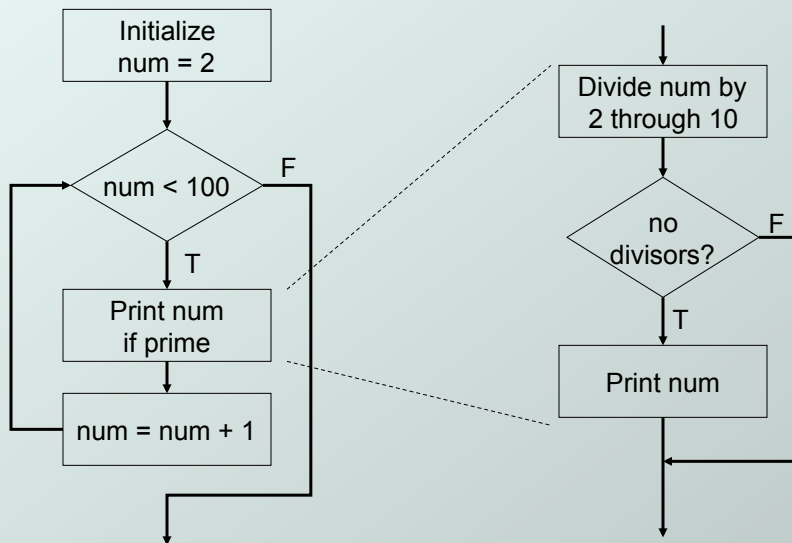 Initialize
num = 2
num < 100
F
T
Print num
if prime
num = num + 1
Divide num by
2 through 10
no
divisors?
F
T
Print num